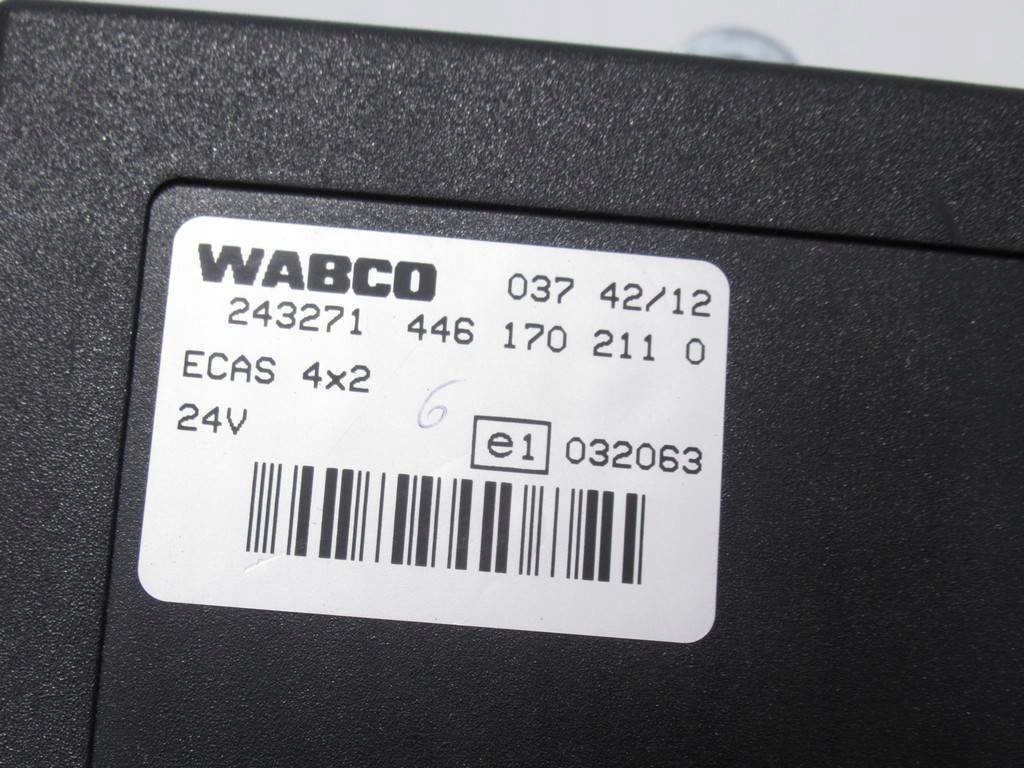 WABCO 037 42/12
243271 446 170 211 0
ECAS 4x2
24V
6
e1 032063